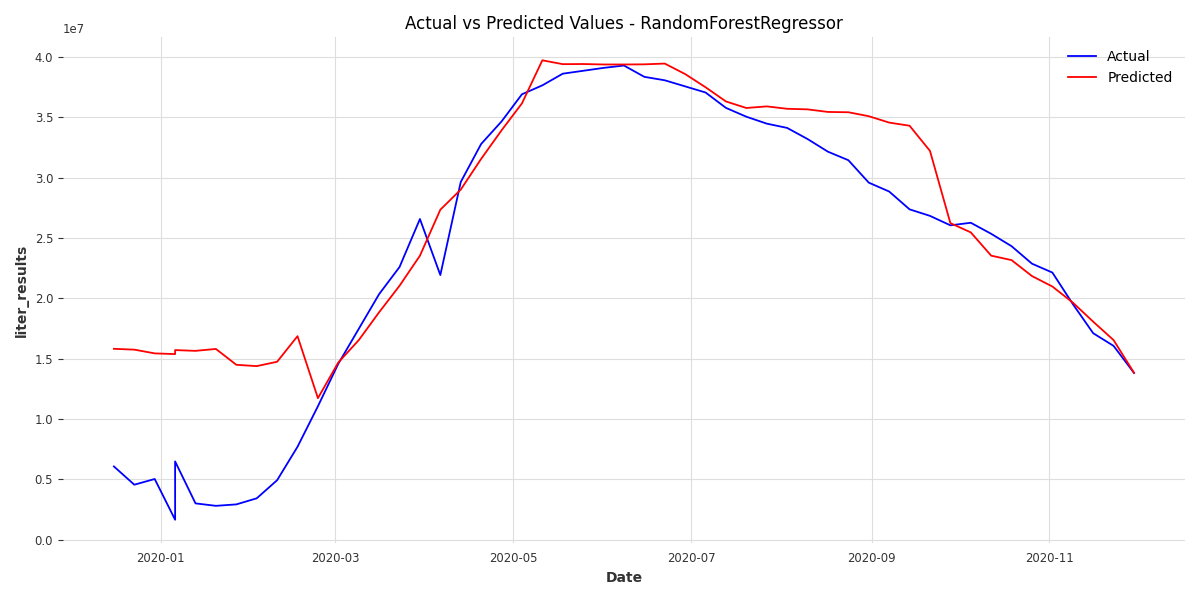 Actual vs Predicted Values - RandomForestRegressor
1e7
Actual
Predicted
4.0
3.5
3.0
2.5
2.0
1.5
1.0
0.5
0.0
liter_results
2020-01 2020-03 2020-05 2020-07 2020-09 2020-11
Date